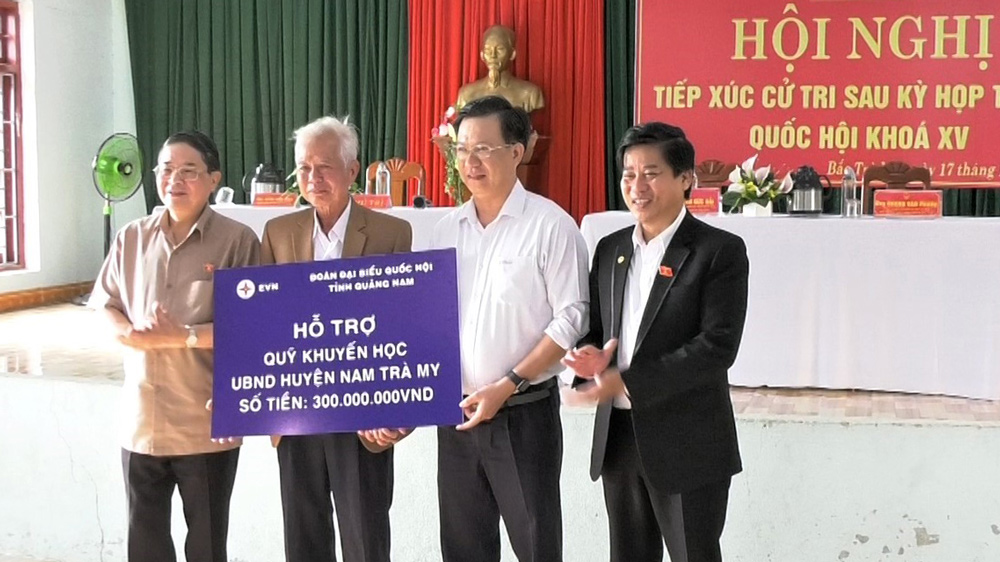 HỘI NGHỊ
TIẾP XÚC CỬ TRI SAU KỲ HỌP
QUỐC HỘI KHOÁ XV
17 tháng
EVN
ĐOÀN ĐẠI BIỂU QUỐC HỘI
TỈNH QUẢNG NAM
HỖ TRỢ
QUỸ KHUYẾN HỌC
UBND HUYỆN NAM TRÀ MY
SỐ TIỀN: 300.000.000VND